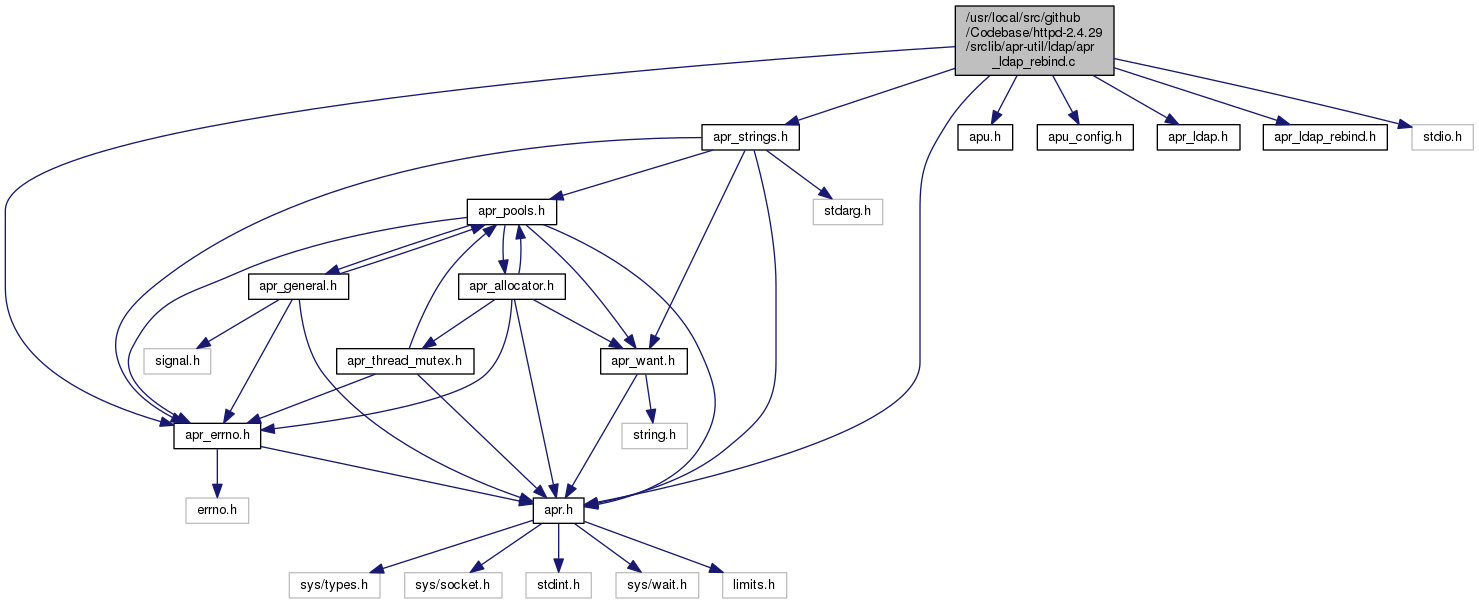 /usr/local/src/github
/Codebase/httpd-2.4.29
/srclib/apr-util/ldap/apr
_ldap_rebind.c
apr_strings.h
apu.h
apu_config.h
apr_ldap.h
apr_ldap_rebind.h
stdio.h
apr_pools.h
stdarg.h
apr_general.h
apr_allocator.h
signal.h
apr_thread_mutex.h
apr_want.h
apr_errno.h
string.h
errno.h
apr.h
sys/types.h
sys/socket.h
stdint.h
sys/wait.h
limits.h